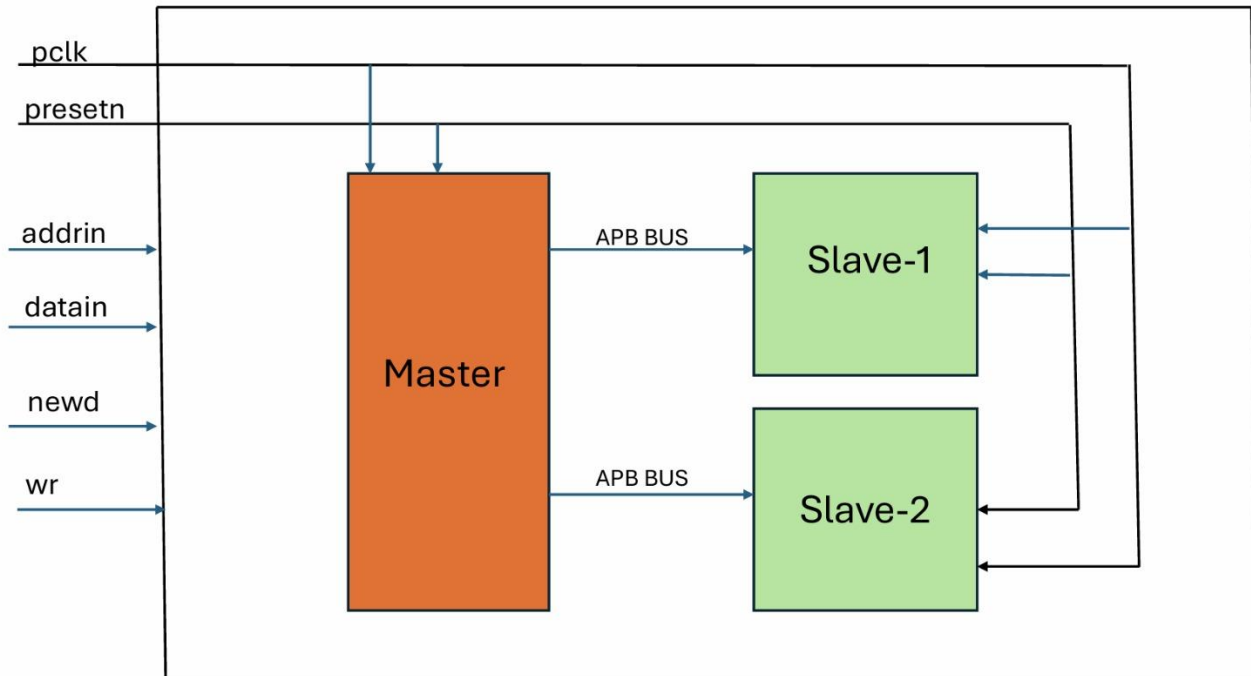 pclk
presetn
addrin
datain
newd
wr
Master
APB BUS
APB BUS
Slave-1
Slave-2